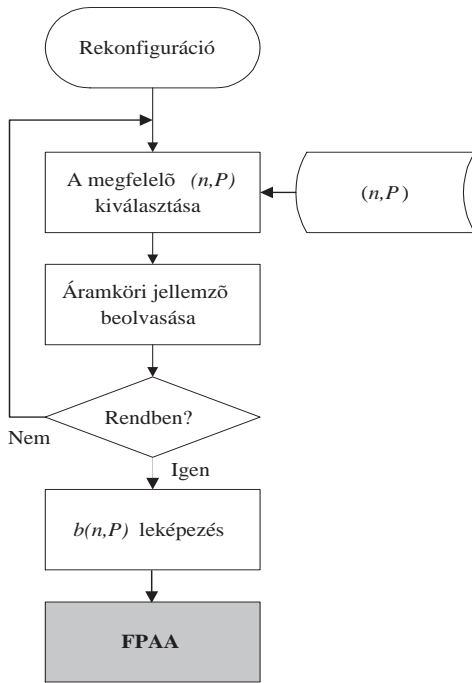 Rekonfiguráció
A megfelelõ (n,P)
kiválasztása
(n,P)
Áramköri jellemzõ
beolvasása
Rendben?
Nem
Igen
b(n,P) leképezés
FPAA